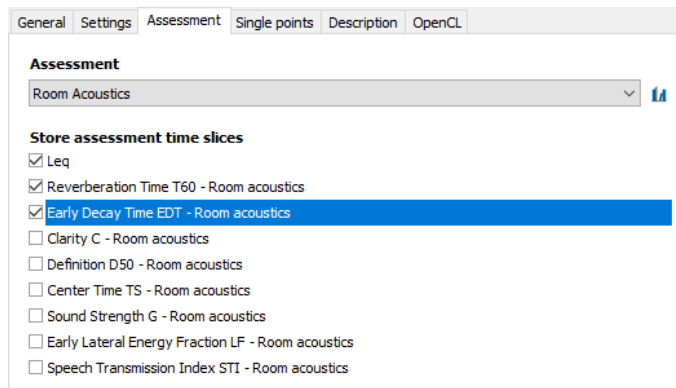 General Settings Assessment Single points Description OpenCL
Assessment
Room Acoustics
Store assessment time slices
Leq
Reverberation Time T60 - Room acoustics
Early Decay Time EDT - Room acoustics
Clarity C - Room acoustics
Definition D50 - Room acoustics
Center Time TS - Room acoustics
Sound Strength G - Room acoustics
Early Lateral Energy Fraction LF - Room acoustics
Speech Transmission Index STI - Room acoustics